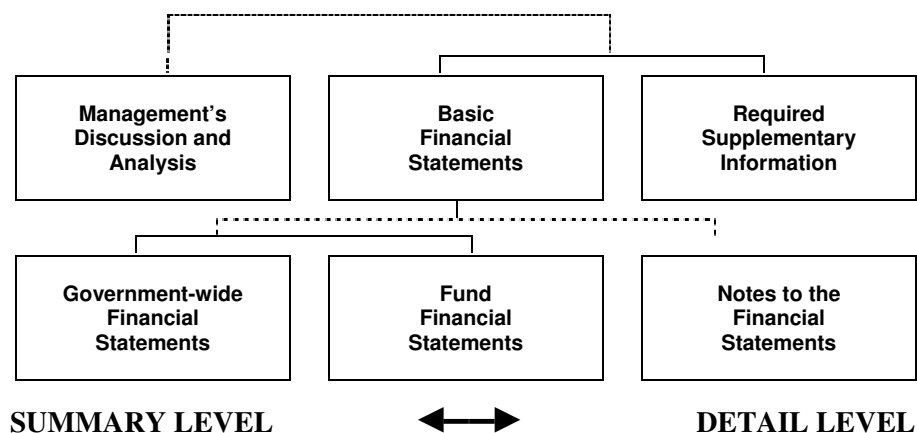 Management’s
Discussion and
Analysis
Basic
Financial
Statements
Required
Supplementary
Information
Government-wide
Financial
Statements
Fund
Financial
Statements
Notes to the
Financial
Statements
SUMMARY LEVEL
DETAIL LEVEL